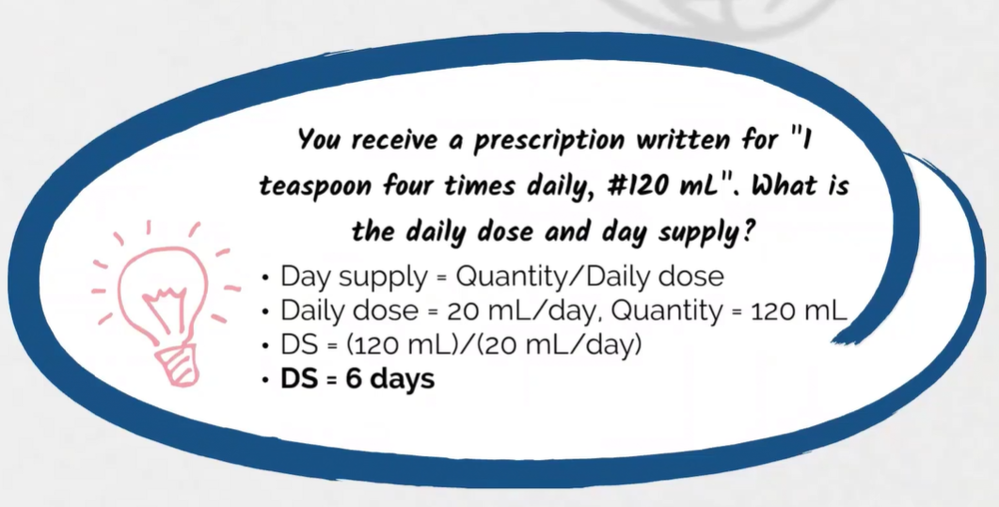 You receive a prescription written for "1
teaspoon four times daily, #120 mL". What is
the daily dose and day supply?
• Day supply = Quantity/Daily dose
• Daily dose = 20 mL/day, Quantity = 120 mL
• DS = (120 mL)/(20 mL/day)
• DS = 6 days